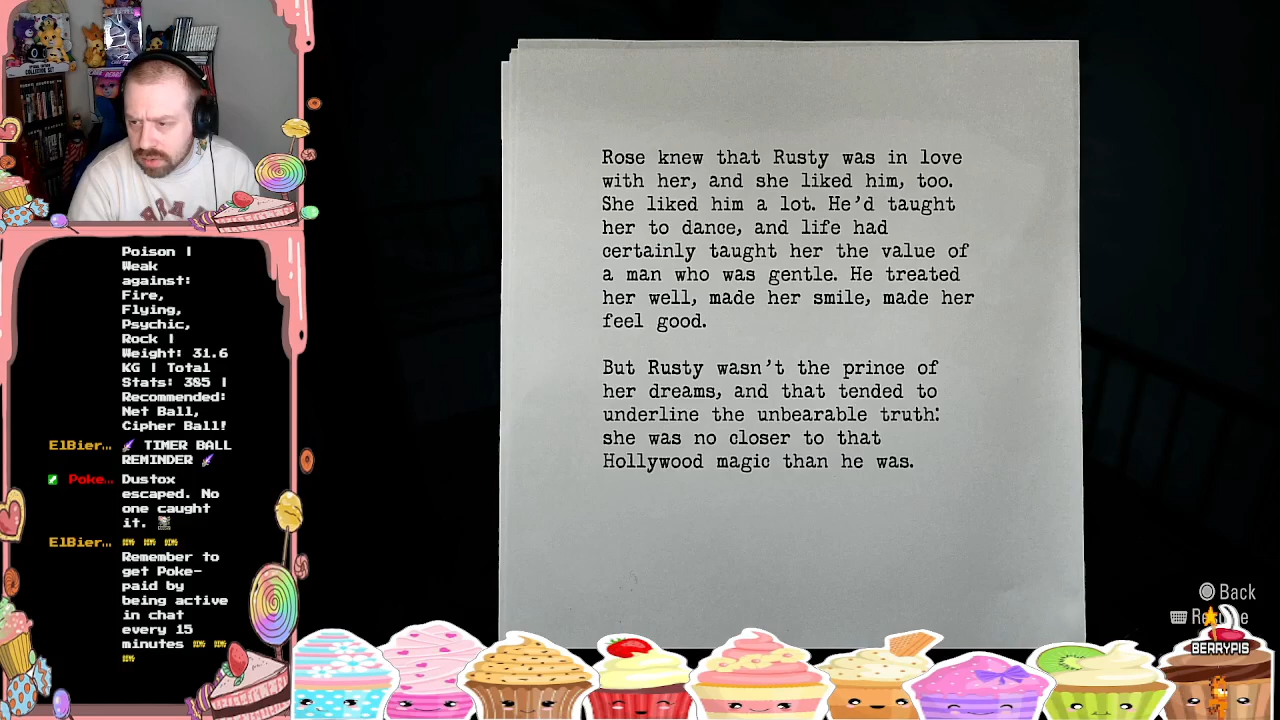 Poison |
Weak
against:
Fire,
Flying,
Psychic,
Rock |
Weight: 31.6
KG | Total
Stats: 385 |
Recommended:
Net Ball,
Cipher Ball!
ElBier... TIMER BALL
REMINDER
Poke... Dustox
escaped. No
one caught
it.
ElBier...
Remember to
get Poke-
paid by
being active
in chat
every 15
minutes
Rose knew that Rusty was in love
with her, and she liked him, too.
She liked him a lot. He'd taught
her to dance, and life had
certainly taught her the value of
a man who was gentle. He treated
her well, made her smile, made her
feel good.
But Rusty wasn't the prince of
her dreams, and that tended to
underline the unbearable truth:
she was no closer to that
Hollywood magic than he was.
Back
BERRYPIS